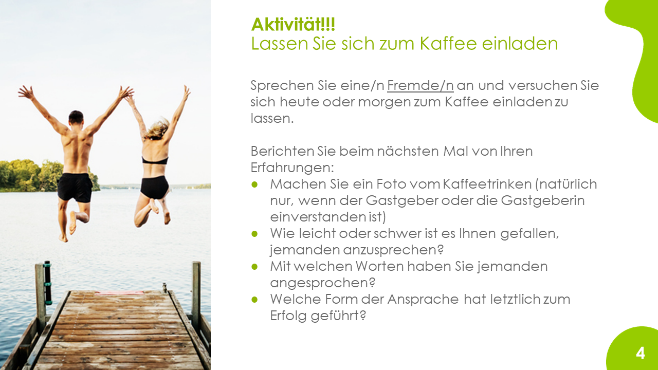 Aktivität!!!
Lassen Sie sich zum Kaffee einladen
Sprechen Sie eine/n Fremde/n an und versuchen Sie
sich heute oder morgen zum Kaffee einladen zu
lassen.
Berichten Sie beim nächsten Mal von Ihren
Erfahrungen:
● Machen Sie ein Foto vom Kaffeetrinken (natürlich
nur, wenn der Gastgeber oder die Gastgeberin
einverstanden ist)
● Wie leicht oder schwer ist es Ihnen gefallen,
jemanden anzusprechen?
● Mit welchen Worten haben Sie jemanden
angesprochen?
● Welche Form der Ansprache hat letztlich zum
Erfolg geführt?
4